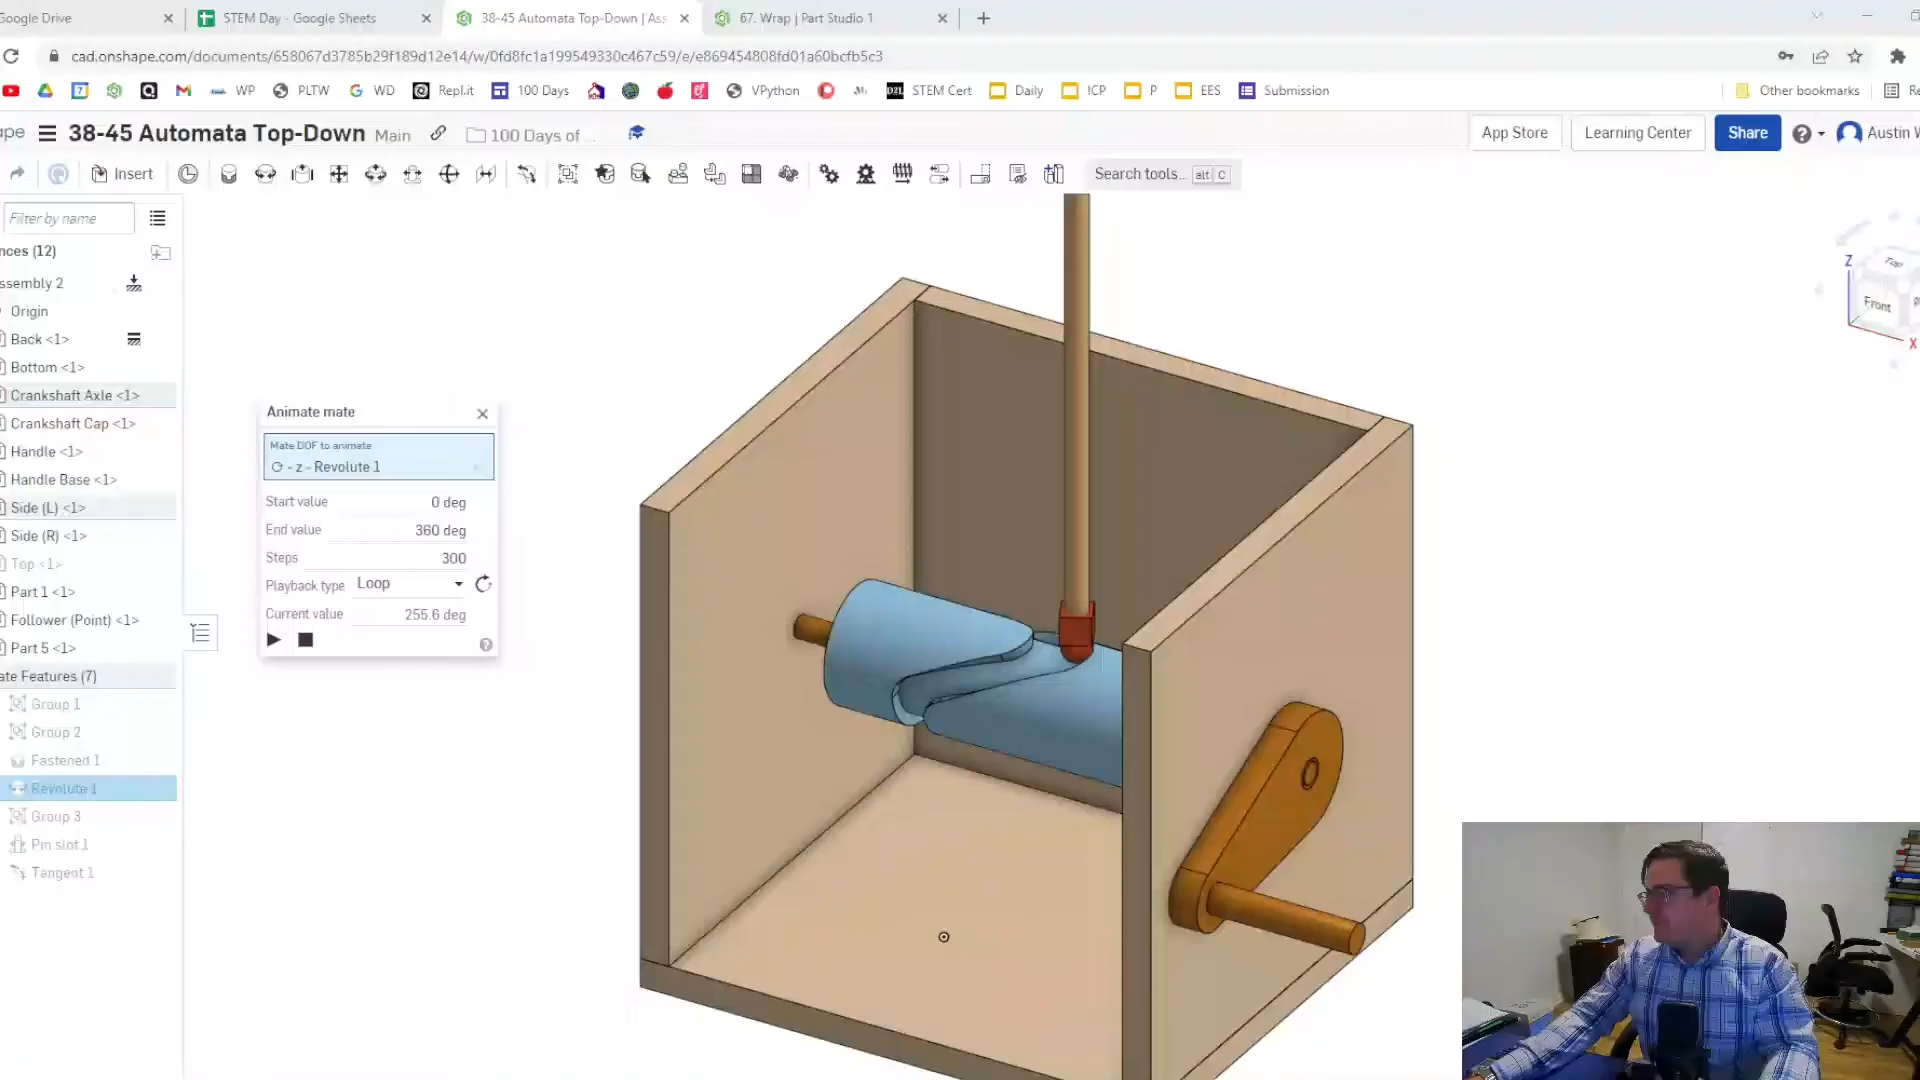 Google Drive
STEM Day - Google Sheets
38-45 Automata Top-Down | Ass
67. Wrap | Part Studio 1
cad.onshape.com/documents/658067d3785b29f189d12e14/w/0fd8fc1a199549330c467c59/e/e869454808fd01a60bcfb5c3
WP
PLTW
WD
Repl.it
100 Days
VPython
D2L
STEM Cert
Daily
ICP
P
EES
Submission
Other bookmarks
Re
ape
38-45 Automata Top-Down
Main
100 Days of ...
App Store
Learning Center
Share
Austin W
Insert
Search tools...
alt C
Filter by name
nces (12)
ssembly 2
Origin
Back <1>
Bottom <1>
Crankshaft Axle <1>
Crankshaft Cap <1>
Handle <1>
Handle Base <1>
Side (L) <1>
Side (R) <1>
Top <1>
Part 1 <1>
Follower (Point) <1>
Part 5 <1>
ate Features (7)
Group 1
Group 2
Fastened 1
Revolute 1
Group 3
Pin slot 1
Tangent 1
Animate mate
Mate DOF to animate
- z - Revolute 1
Start value 0 deg
End value 360 deg
Steps 300
Playback type Loop
Current value 255.6 deg
Z
Top
Front
X